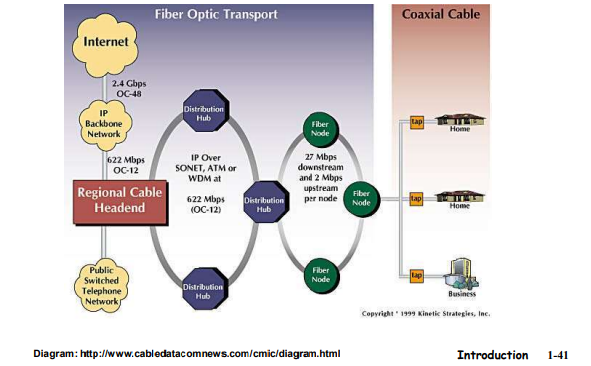 Fiber Optic Transport
Coaxial Cable
Internet
2.4 Gbps
OC-48
IP
Backbone
Network
622 Mbps
OC-12
Regional Cable
Headend
Public
Switched
Telephone
Network
Distribution
Hub
IP Over
SONET, ATM or
WDM at
622 Mbps
(OC-12)
Distribution
Hub
Distribution
Hub
Fiber
Node
27 Mbps
downstream
and 2 Mbps
upstream
per node
Fiber
Node
Fiber
Node
tap
Home
tap
Home
tap
Business
Copyright © 1999 Kinetic Strategies, Inc.
Diagram: http://www.cabledatacomnews.com/cmic/diagram.html
Introduction 1-41